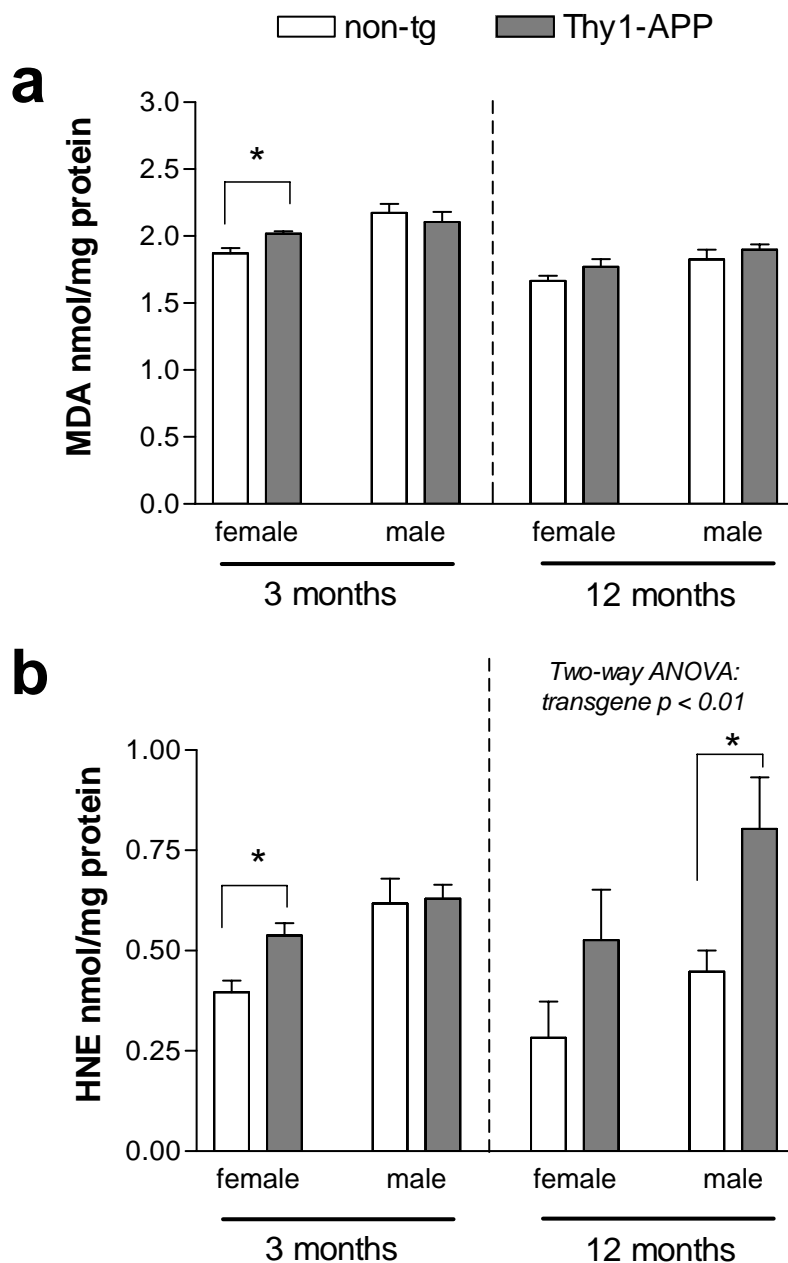 non-tg Thy1-APP
a
MDA nmol/mg protein
3.0
2.5
2.0
1.5
1.0
0.5
0.0
*
female male female male
3 months 12 months
b
Two-way ANOVA:
transgene p < 0.01
HNE nmol/mg protein
1.00
0.75
0.50
0.25
0.00
* *
female male female male
3 months 12 months